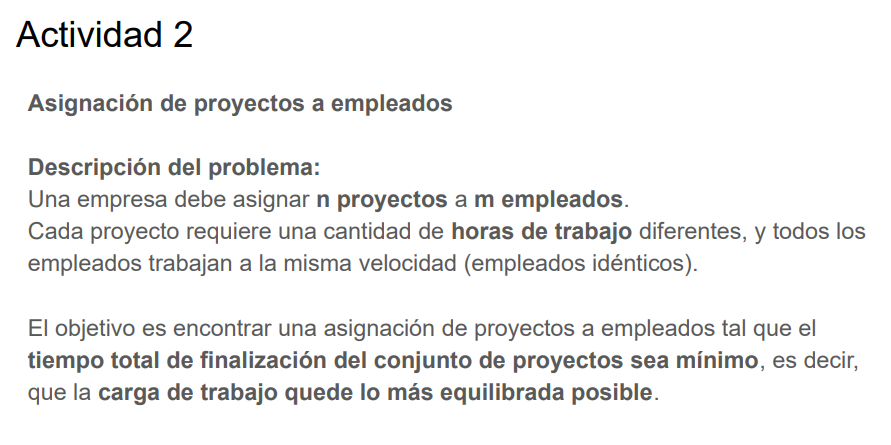 Actividad 2
Asignación de proyectos a empleados
Descripción del problema:
Una empresa debe asignar n proyectos a m empleados.
Cada proyecto requiere una cantidad de horas de trabajo diferentes, y todos los
empleados trabajan a la misma velocidad (empleados idénticos).
El objetivo es encontrar una asignación de proyectos a empleados tal que el
tiempo total de finalización del conjunto de proyectos sea mínimo, es decir,
que la carga de trabajo quede lo más equilibrada posible.